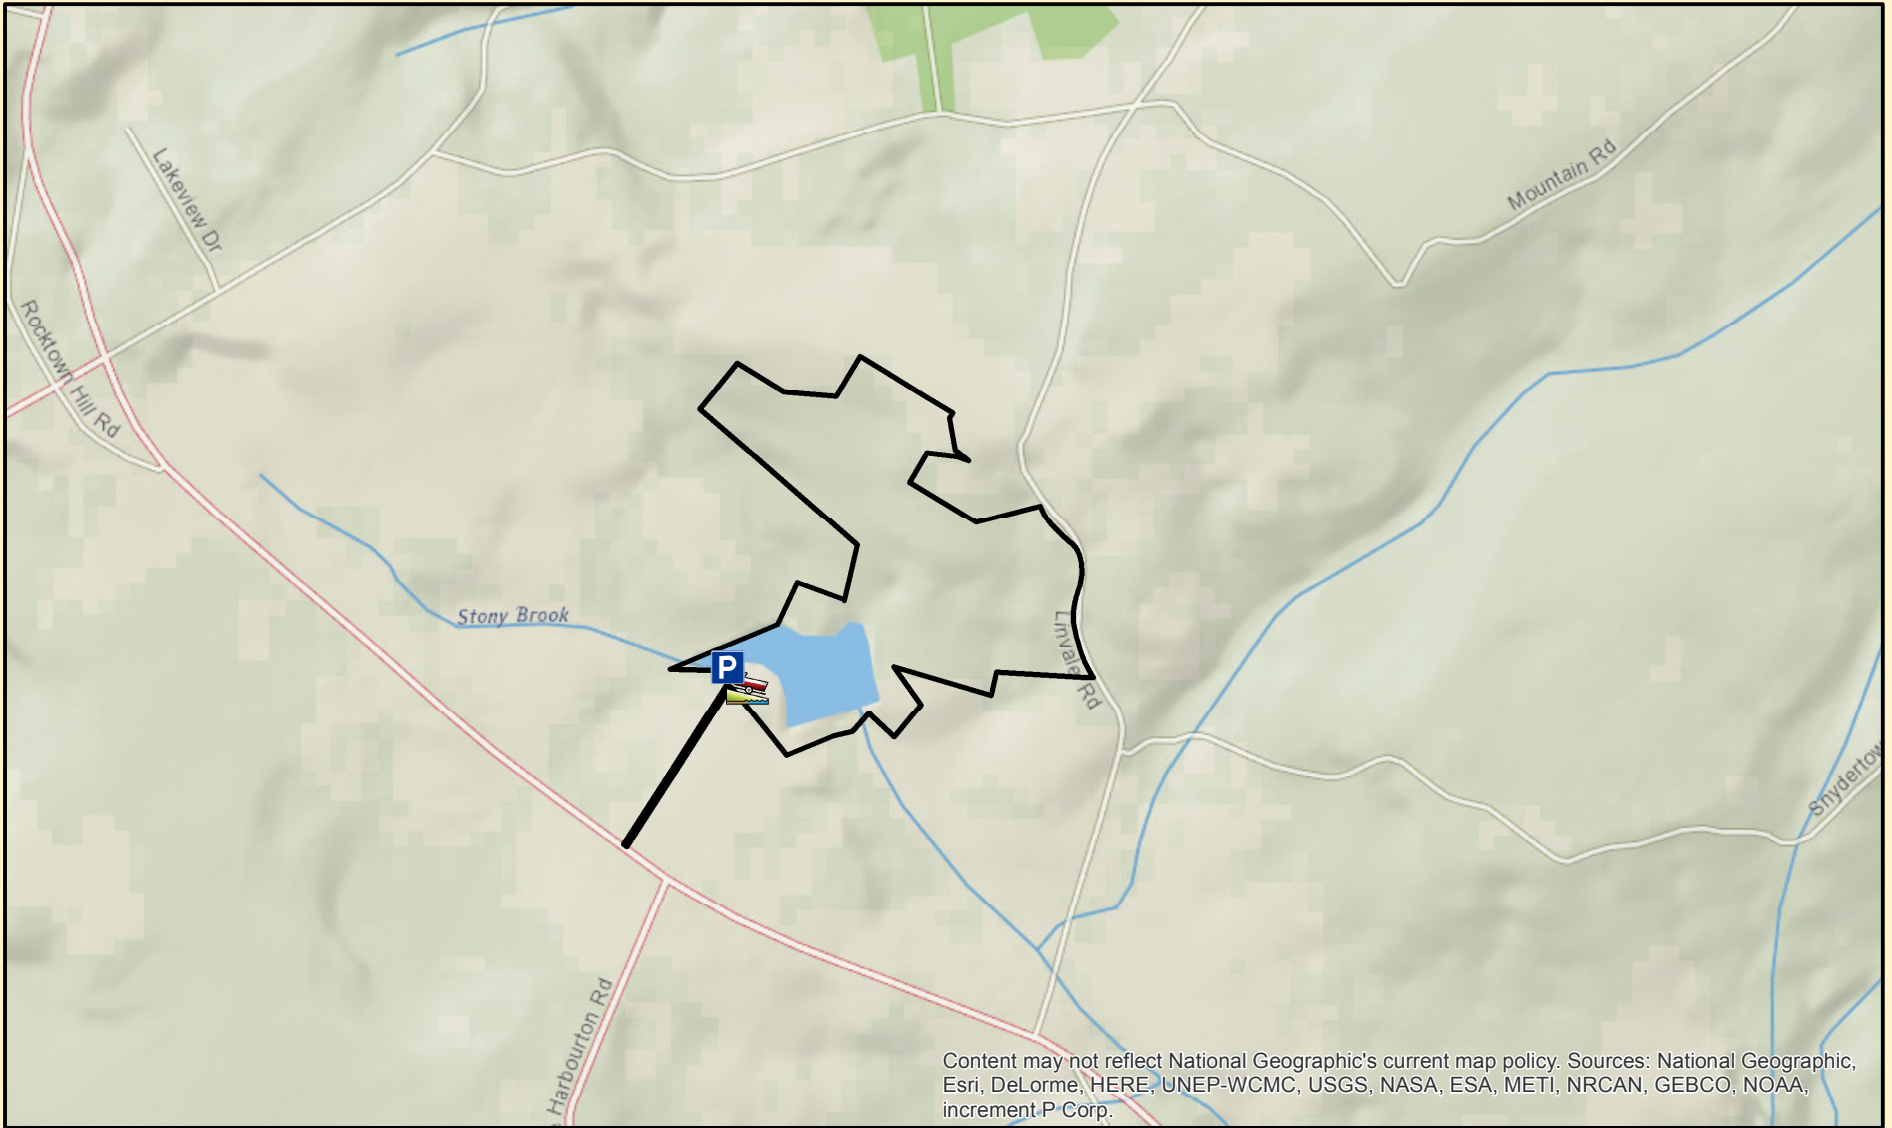 Lakeview Dr
Mountain Rd
Rocktown Hill Rd
Stony Brook
P
Linvale Rd
Harbourton Rd
Content may not reflect National Geographic's current map policy. Sources: National Geographic,
Esri, DeLorme, HERE, UNEP-WCMC, USGS, NASA, ESA, METI, NRCAN, GEBCO, NOAA,
increment P Corp.